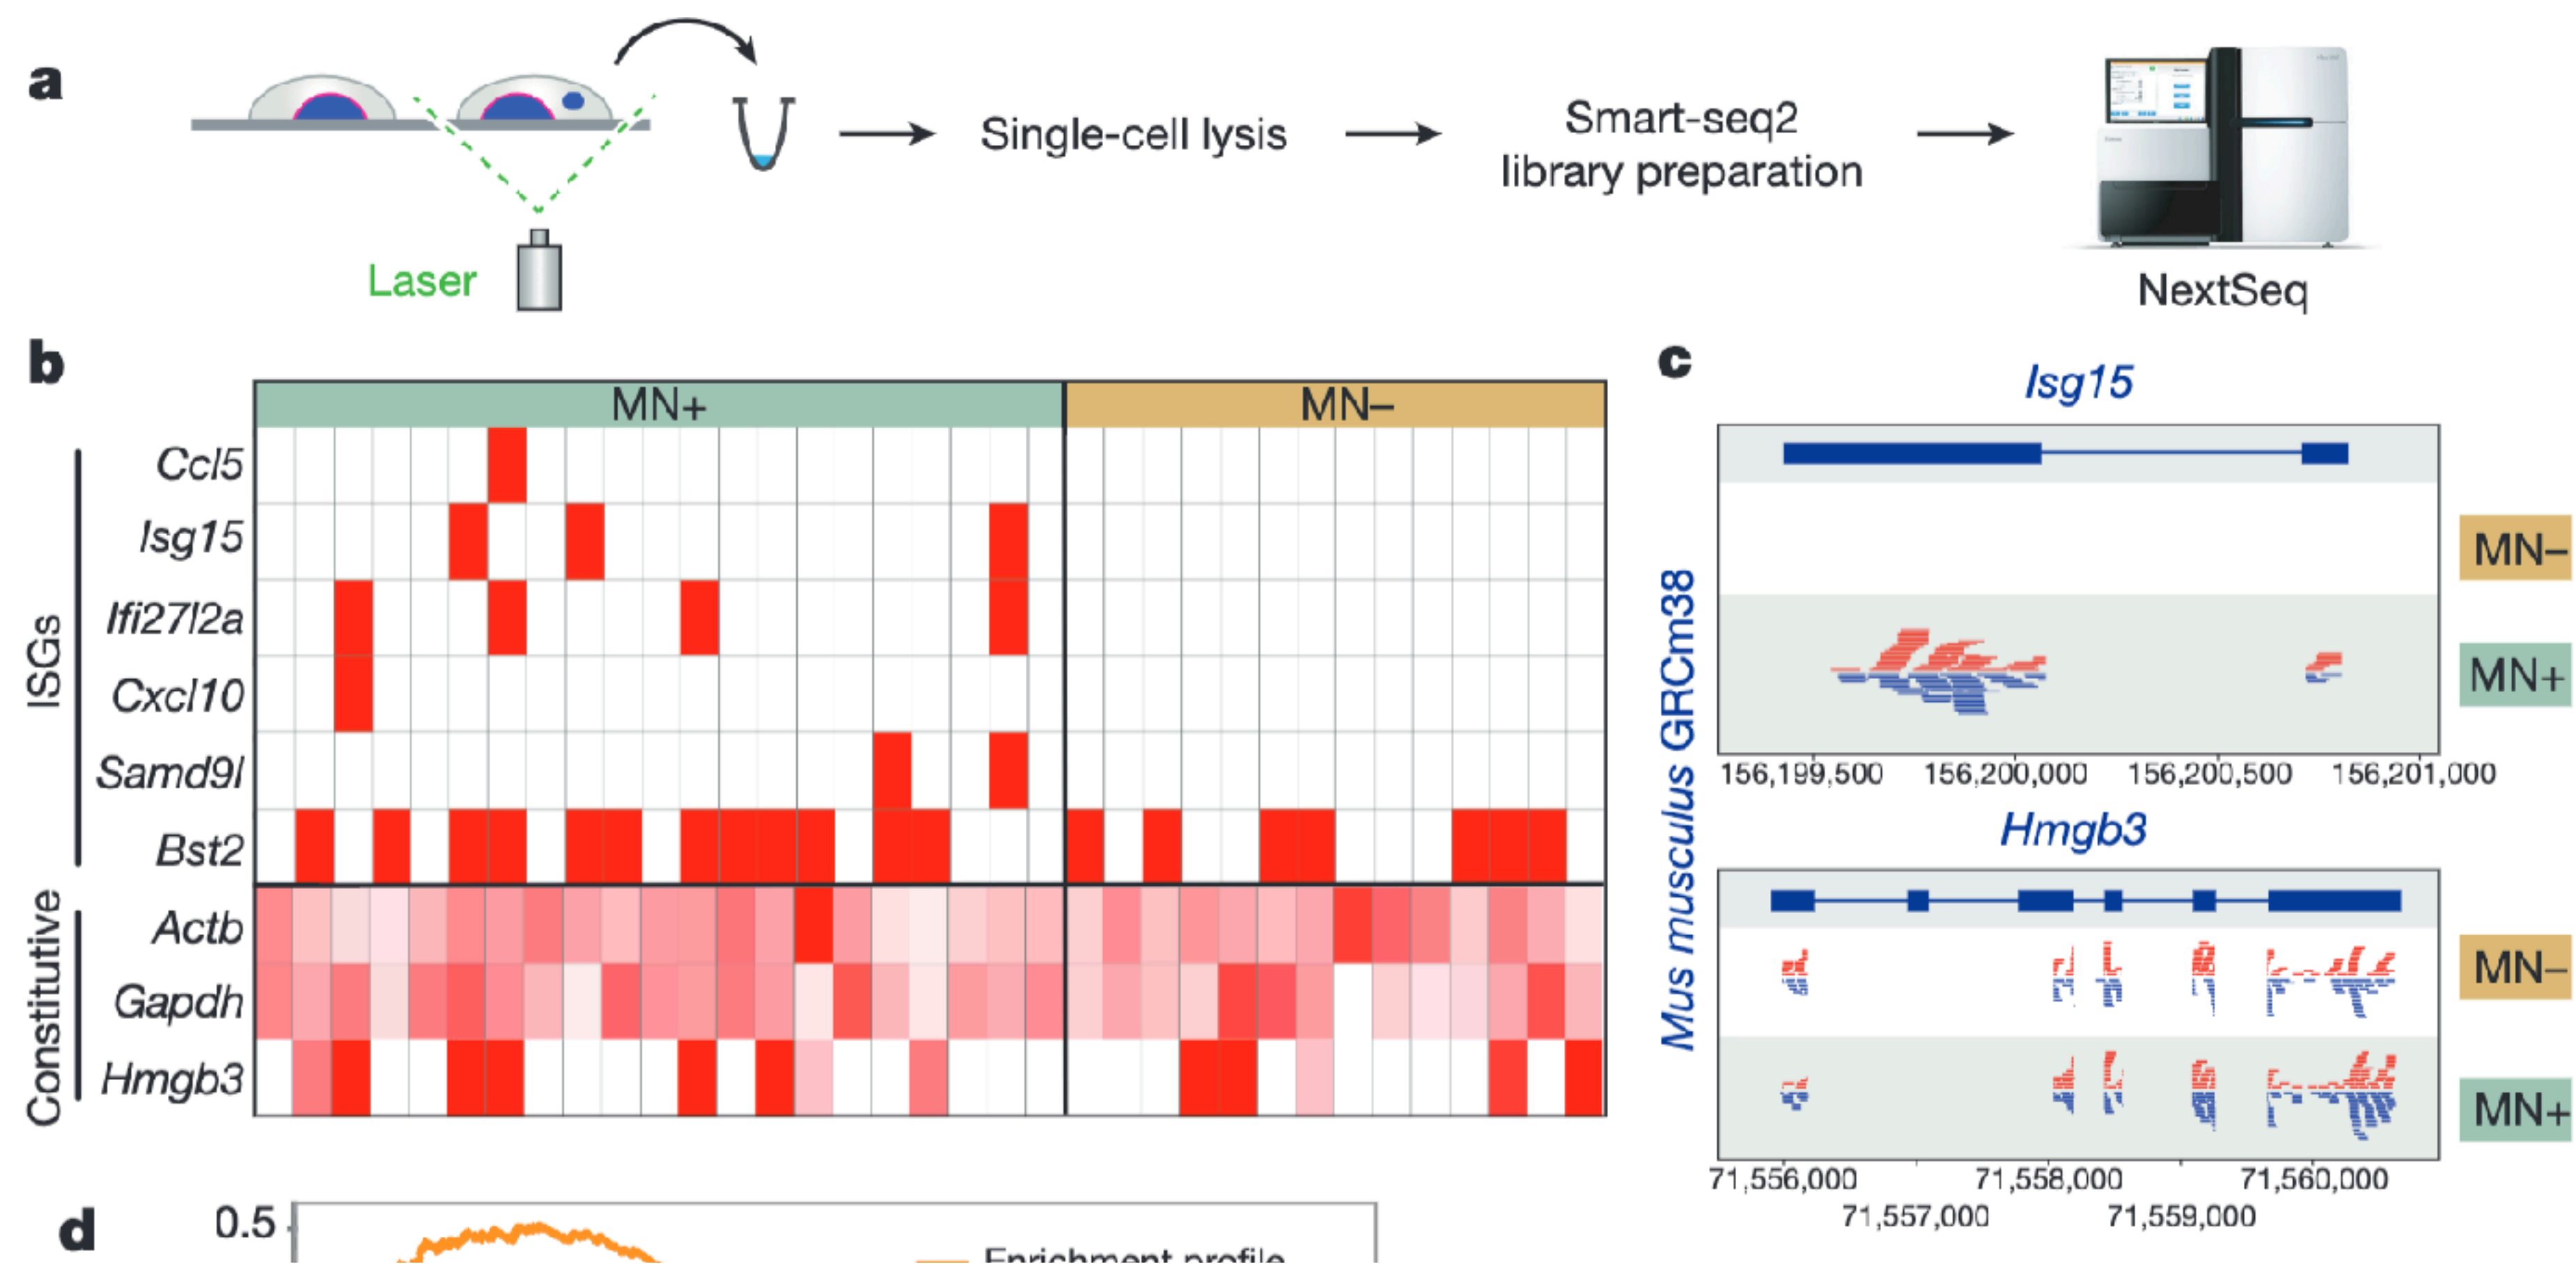 a
Laser
Single-cell lysis
Smart-seq2
library preparation
NextSeq
b
MN+
MN–
ISGs
Ccl5
Isg15
Ifi27l2a
Cxcl10
Samd9l
Bst2
Constitutive
Actb
Gapdh
Hmgb3
c
Mus musculus GRCm38
Isg15
MN–
MN+
156,199,500
156,200,000
156,200,500
156,201,000
Hmgb3
MN–
MN+
71,556,000
71,558,000
71,560,000
71,557,000
71,559,000
d
0.5
Enrichment profile